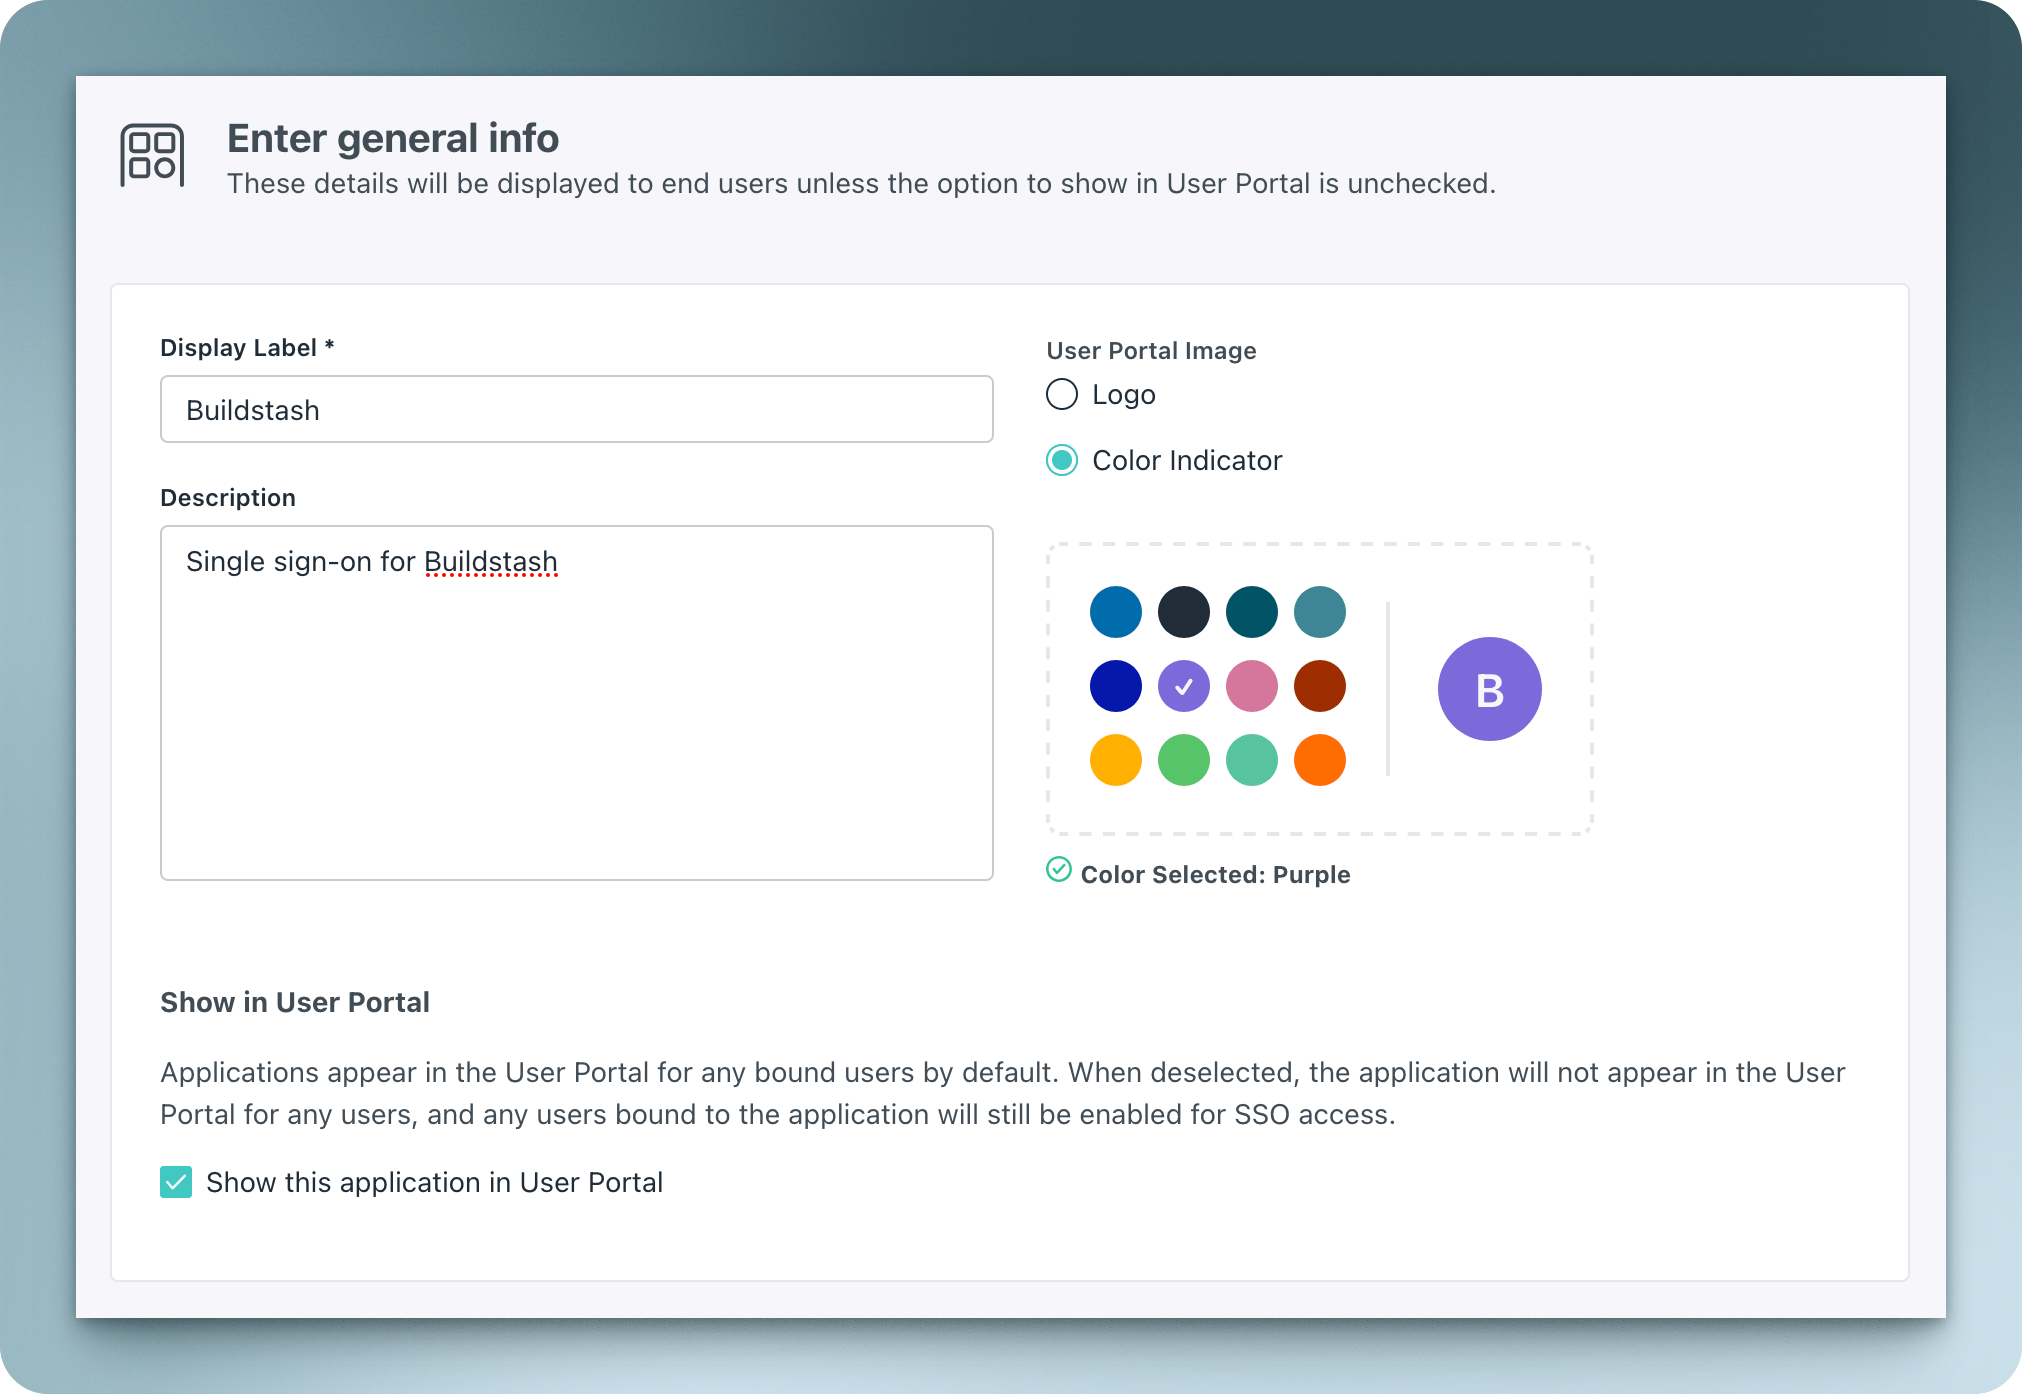 Enter general info
These details will be displayed to end users unless the option to show in User Portal is unchecked.
Display Label *
Buildstash
Description
Single sign-on for Buildstash
User Portal Image
Logo
Color Indicator
B
Color Selected: Purple
Show in User Portal
Applications appear in the User Portal for any bound users by default. When deselected, the application will not appear in the User
Portal for any users, and any users bound to the application will still be enabled for SSO access.
Show this application in User Portal